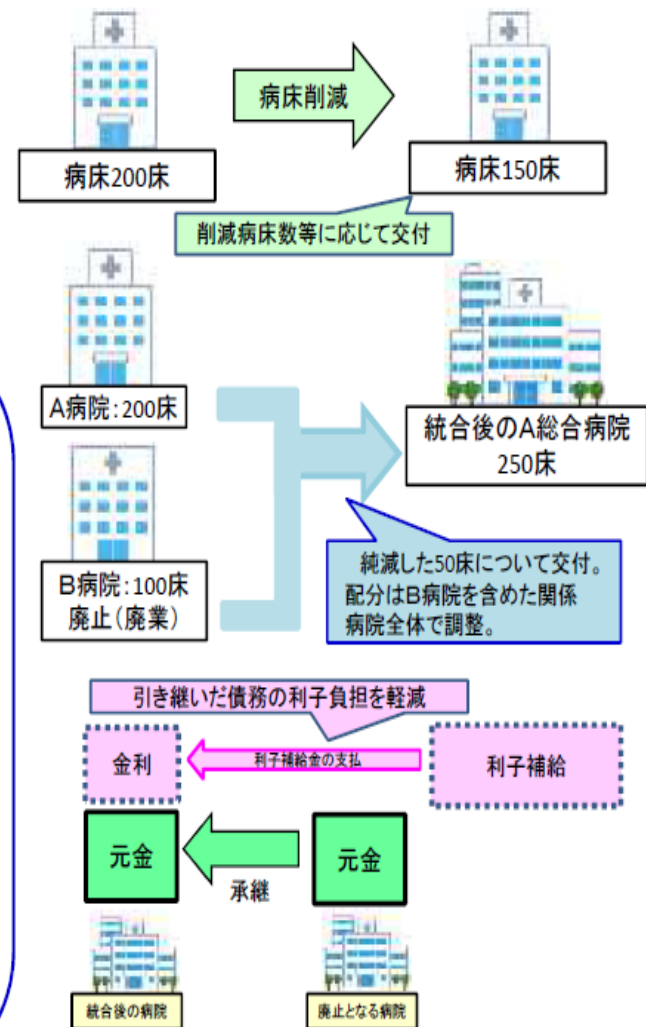 病床削減
病床200床
病床150床
削減病床数等に応じて交付
A病院：200床
統合後のA総合病院
250床
B病院：100床
廃止（廃業）
純減した50床について交付。
配分はB病院を含めた関係
病院全体で調整。
引き継いだ債務の利子負担を軽減
金利
利子補給金の支払
利子補給
元金
元金
承継
統合後の病院
廃止となる病院